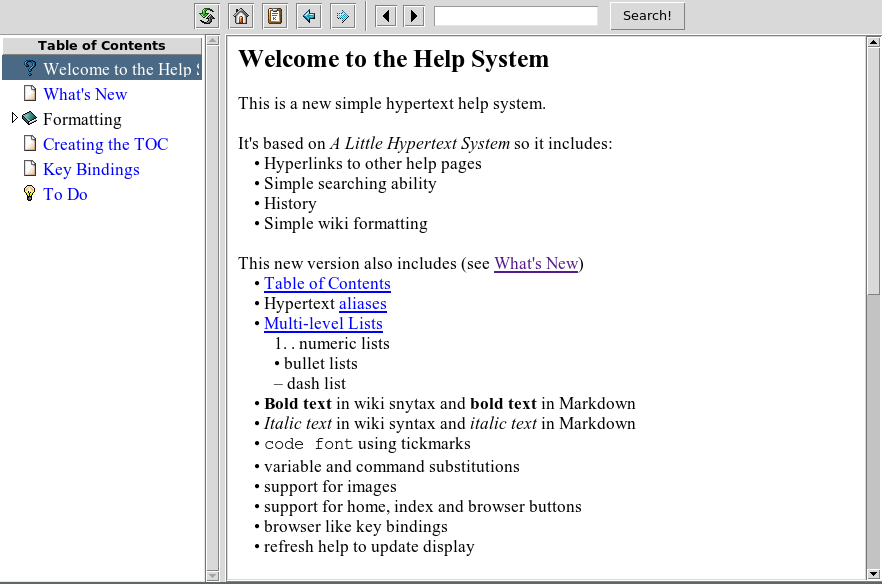 Search!
Table of Contents
Welcome to the Help
What's New
Formatting
Creating the TOC
Key Bindings
To Do
Welcome to the Help System
This is a new simple hypertext help system.
It's based on A Little Hypertext System so it includes:
• Hyperlinks to other help pages
• Simple searching ability
• History
• Simple wiki formatting
This new version also includes (see What's New)
• Table of Contents
• Hypertext aliases
• Multi-level Lists
1. . numeric lists
• bullet lists
– dash list
• Bold text in wiki snytax and bold text in Markdown
• Italic text in wiki syntax and italic text in Markdown
• code font using tickmarks
• variable and command substitutions
• support for images
• support for home, index and browser buttons
• browser like key bindings
• refresh help to update display